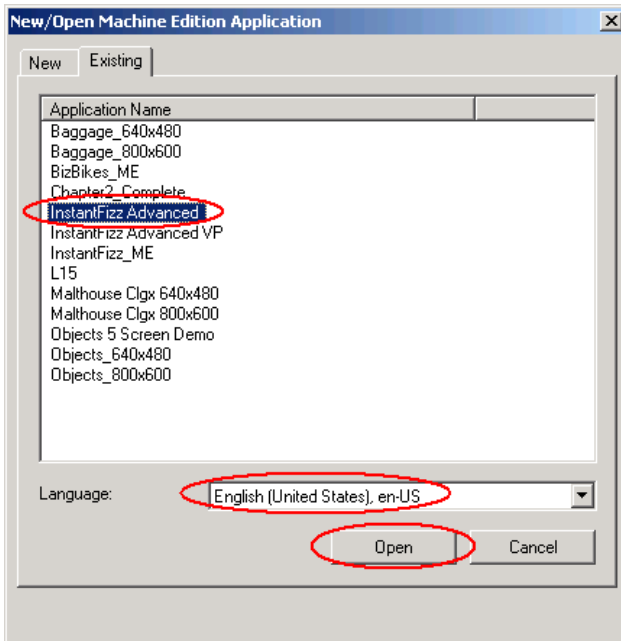 New/Open Machine Edition Application
New Existing
Application Name
Baggage_640x480
Baggage_800x600
BizBikes_ME
Chapter2_Complete
InstantFizz Advanced
InstantFizz Advanced VP
InstantFizz_ME
L15
Malthouse Clgx 640x480
Malthouse Clgx 800x600
Objects 5 Screen Demo
Objects_640x480
Objects_800x600
Language: English (United States), en-US
Open Cancel